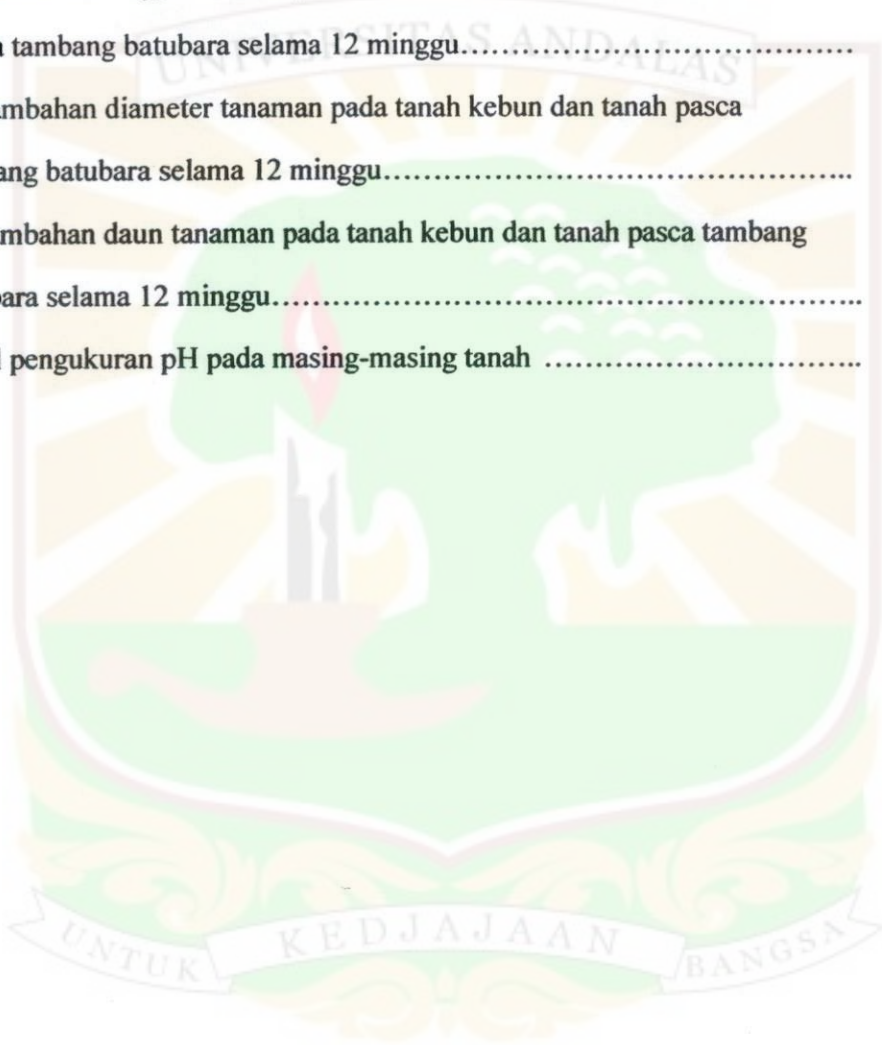 tambang batubara selama 12 minggu……………………………………
mbahan diameter tanaman pada tanah kebun dan tanah pasca
ang batubara selama 12 minggu………………………………………………..
mbahan daun tanaman pada tanah kebun dan tanah pasca tambang
ara selama 12 minggu…………………………………………………………..
pengukuran pH pada masing-masing tanah ………………………………..
UNIVERSITAS ANDALAS
UNTUK KEDJAJAAN BANGSA